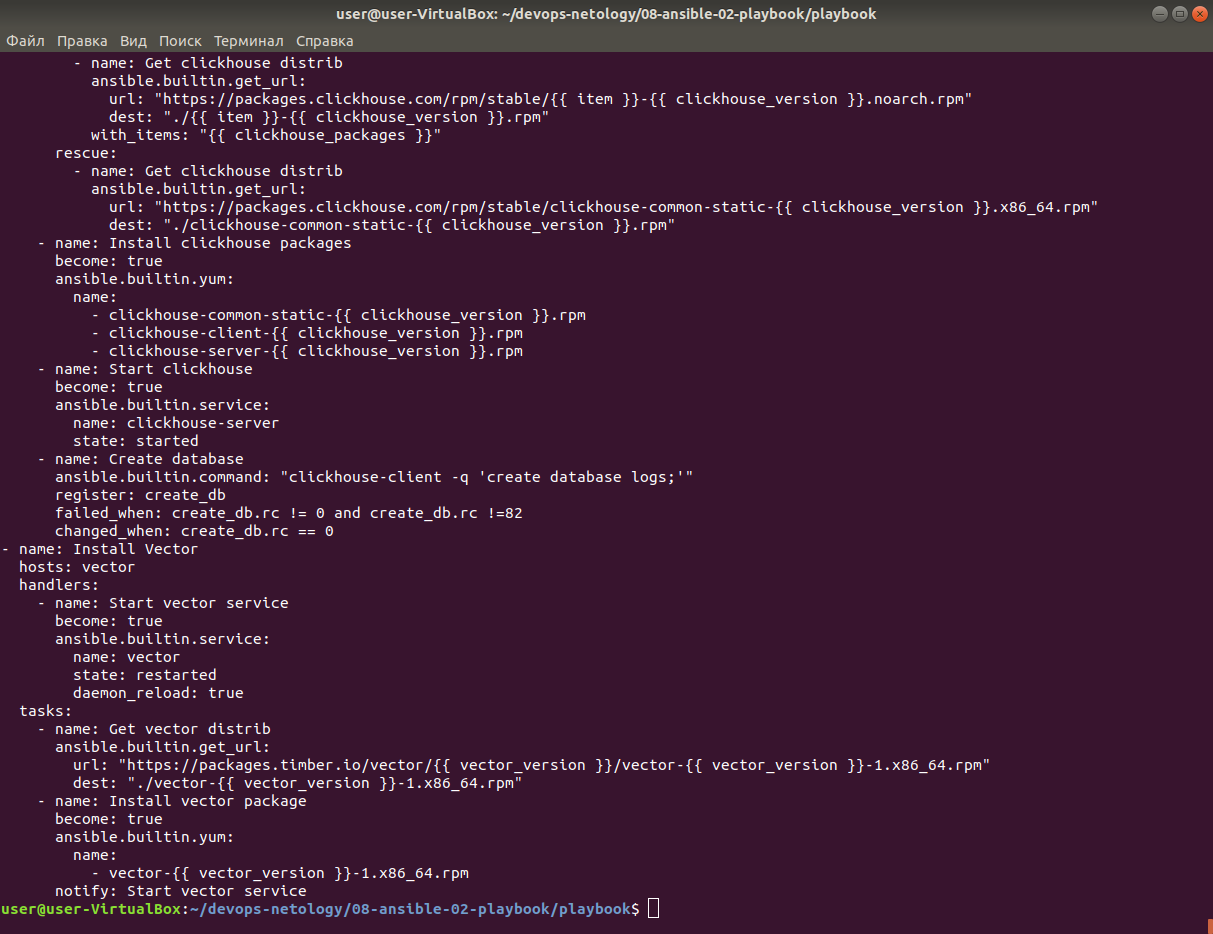 user@user-VirtualBox: ~/devops-netology/08-ansible-02-playbook/playbook
Файл Правка Вид Поиск Терминал Справка
        - name: Get clickhouse distrib
          ansible.builtin.get_url:
            url: "https://packages.clickhouse.com/rpm/stable/{{ item }}-{{ clickhouse_version }}.noarch.rpm"
            dest: "./{{ item }}-{{ clickhouse_version }}.rpm"
          with_items: "{{ clickhouse_packages }}"
      rescue:
        - name: Get clickhouse distrib
          ansible.builtin.get_url:
            url: "https://packages.clickhouse.com/rpm/stable/clickhouse-common-static-{{ clickhouse_version }}.x86_64.rpm"
            dest: "./clickhouse-common-static-{{ clickhouse_version }}.rpm"
    - name: Install clickhouse packages
      become: true
      ansible.builtin.yum:
        name:
          - clickhouse-common-static-{{ clickhouse_version }}.rpm
          - clickhouse-client-{{ clickhouse_version }}.rpm
          - clickhouse-server-{{ clickhouse_version }}.rpm
    - name: Start clickhouse
      become: true
      ansible.builtin.service:
        name: clickhouse-server
        state: started
    - name: Create database
      ansible.builtin.command: "clickhouse-client -q 'create database logs;'"
      register: create_db
      failed_when: create_db.rc != 0 and create_db.rc !=82
      changed_when: create_db.rc == 0
- name: Install Vector
  hosts: vector
  handlers:
    - name: Start vector service
      become: true
      ansible.builtin.service:
        name: vector
        state: restarted
        daemon_reload: true
  tasks:
    - name: Get vector distrib
      ansible.builtin.get_url:
        url: "https://packages.timber.io/vector/{{ vector_version }}/vector-{{ vector_version }}-1.x86_64.rpm"
        dest: "./vector-{{ vector_version }}-1.x86_64.rpm"
    - name: Install vector package
      become: true
      ansible.builtin.yum:
        name:
          - vector-{{ vector_version }}-1.x86_64.rpm
      notify: Start vector service
user@user-VirtualBox:~/devops-netology/08-ansible-02-playbook/playbook$